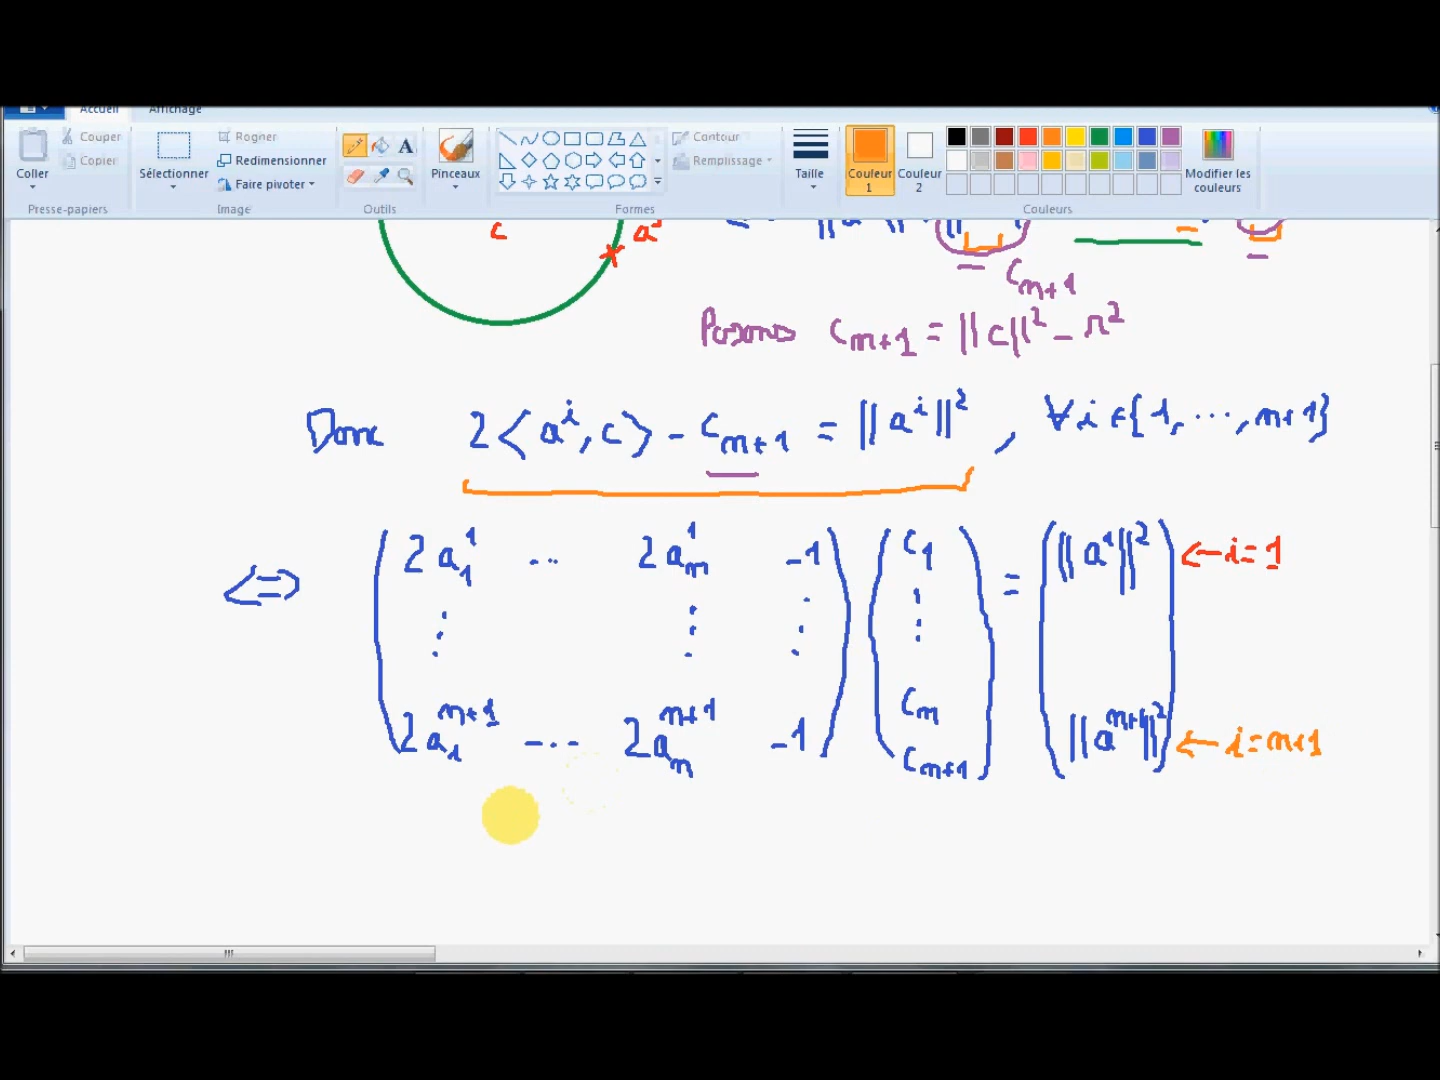 Accueil Affichage
Coller
Couper
Copier
Presse-papiers
Sélectionner
Rogner
Redimensionner
Faire pivoter
Image
A
Outils
Pinceaux
Formes
Contour
Remplissage
Taille
Couleur 1
Couleur 2
Modifier les couleurs
Couleurs
c
c_{n+1}
Posons c_{n+1} = ||c||² - r²
Donc 2<a^i, c> - c_{n+1} = ||a^i||², ∀i∈{1, ..., n+1}
2a_1^1 ... 2a_n^1 -1 c_1 ||a^1||² ← i=1
⇔ ⋮ ⋮ ⋮ ⋮ =
2a_1^{n+1} ... 2a_n^{n+1} -1 c_n ||a^{n+1}||² ← i=n+1
c_{n+1}